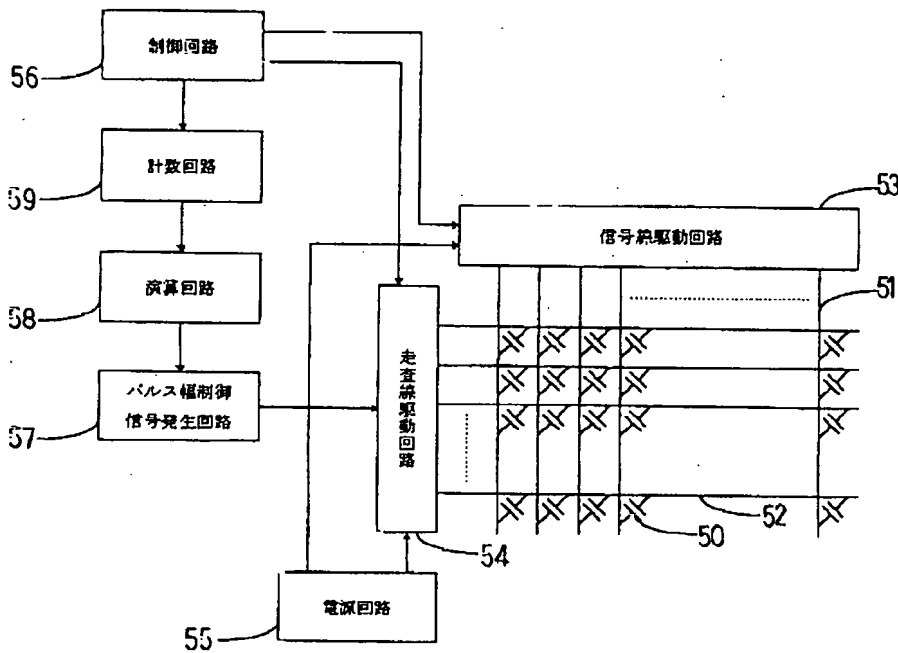 制御回路
56
計数回路
59
53
信号線駆動回路
演算回路
58
51
走査線駆動回路
パルス幅制御
信号発生回路
57
52
50
54
電源回路
55